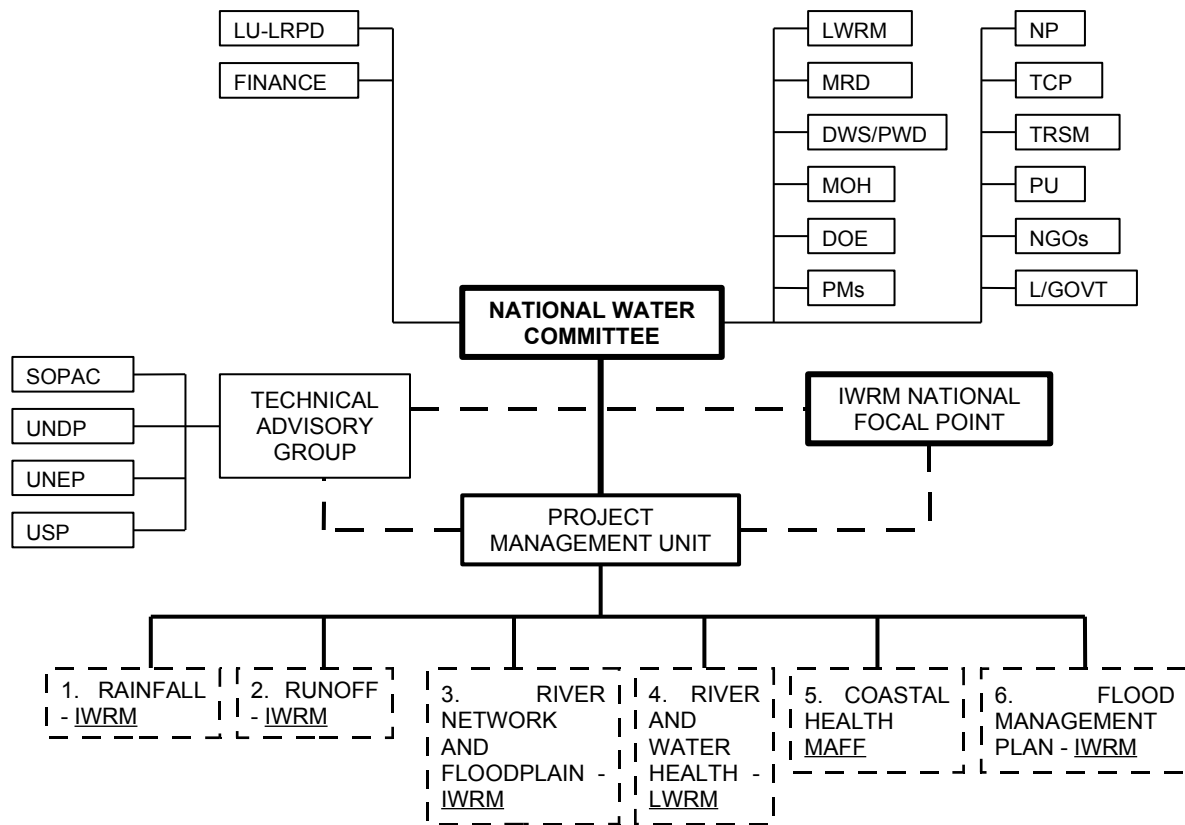 LU-LRPD
FINANCE
LWRM
MRD
DWS/PWD
MOH
DOE
PMs
NP
TCP
TRSM
PU
NGOs
L/GOVT
NATIONAL WATER
COMMITTEE
SOPAC
UNDP
UNEP
USP
TECHNICAL
ADVISORY
GROUP
IWRM NATIONAL
FOCAL POINT
PROJECT
MANAGEMENT UNIT
1. RAINFALL
- IWRM
2. RUNOFF
- IWRM
3. RIVER
NETWORK
AND
FLOODPLAIN -
IWRM
4. RIVER
AND
WATER
HEALTH -
LWRM
5. COASTAL
HEALTH
MAFF
6. FLOOD
MANAGEMENT
PLAN - IWRM